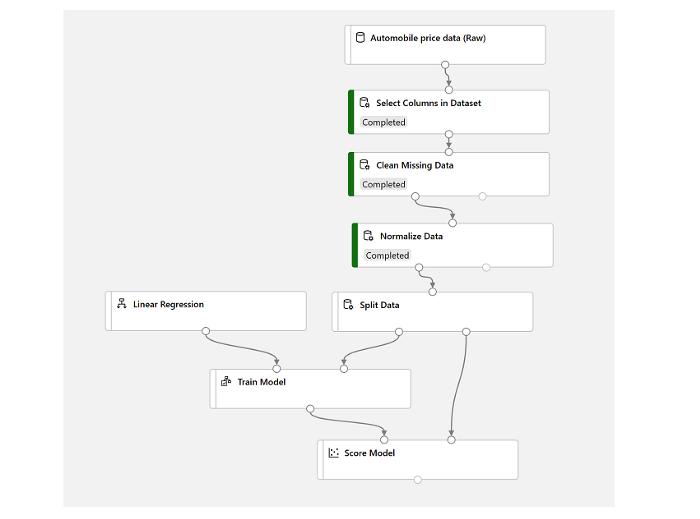 Automobile price data (Raw)
Select Columns in Dataset
Completed
Clean Missing Data
Completed
Normalize Data
Completed
Linear Regression
Split Data
Train Model
Score Model